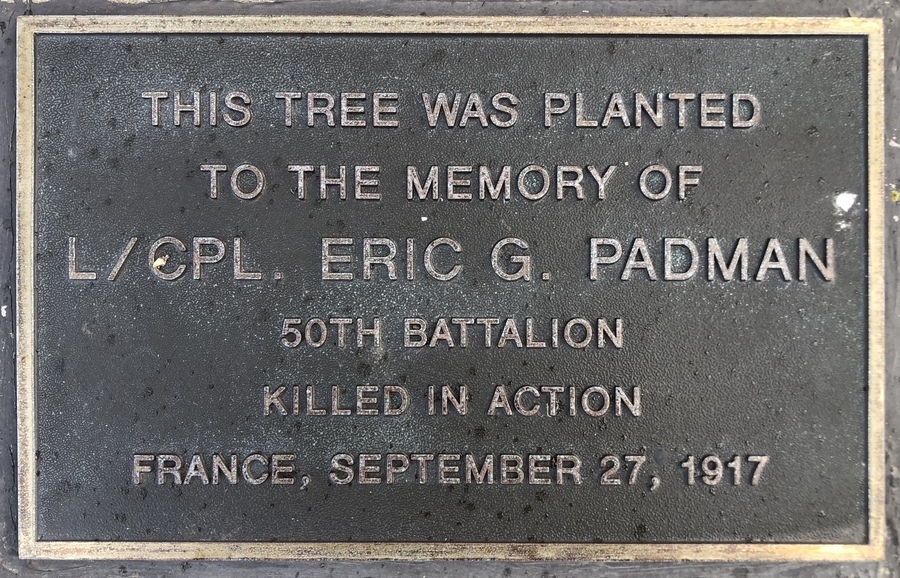 THIS TREE WAS PLANTED
TO THE MEMORY OF
L/CPL. ERIC G. PADMAN
50TH BATTALION
KILLED IN ACTION
FRANCE, SEPTEMBER 27, 1917